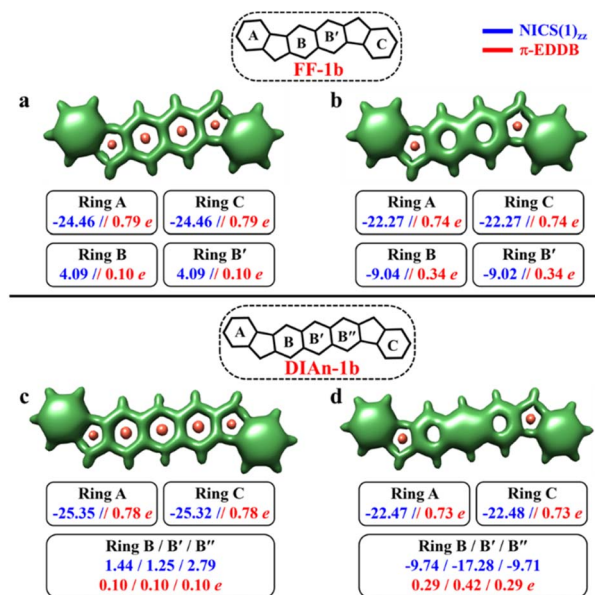 A B B′ C
FF-1b
NICS(1)zz
π-EDDB
a
b
Ring A
-24.46 // 0.79 e
Ring C
-24.46 // 0.79 e
Ring B
4.09 // 0.10 e
Ring B′
4.09 // 0.10 e
Ring A
-22.27 // 0.74 e
Ring C
-22.27 // 0.74 e
Ring B
-9.04 // 0.34 e
Ring B′
-9.02 // 0.34 e
A B B′ B″ C
DIAn-1b
c
d
Ring A
-25.35 // 0.78 e
Ring C
-25.32 // 0.78 e
Ring B / B′ / B″
1.44 / 1.25 / 2.79
0.10 / 0.10 / 0.10 e
Ring A
-22.47 // 0.73 e
Ring C
-22.48 // 0.73 e
Ring B / B′ / B″
-9.74 / -17.28 / -9.71
0.29 / 0.42 / 0.29 e